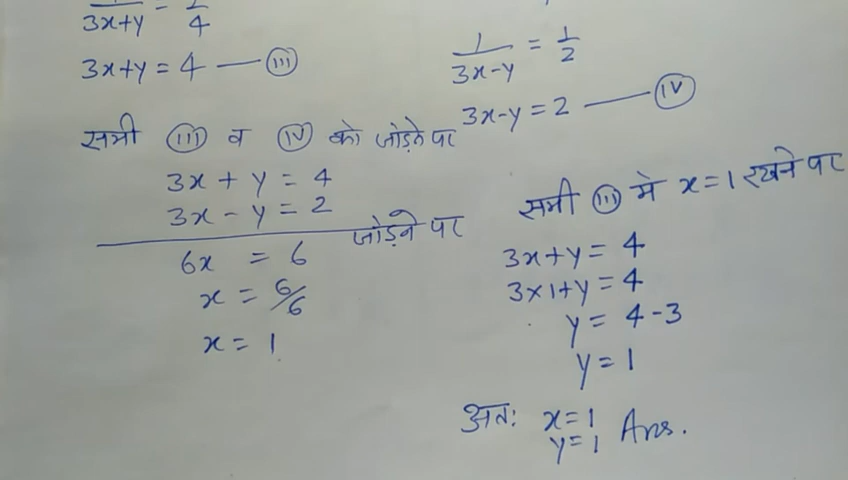 3x+y = 4
3x+y = 4 — (III)
1/(3x-y) = 1/2
3x-y = 2 — (IV)
समी (III) व (IV) को जोड़ने पर
3x + y = 4
3x - y = 2
जोड़ने पर
6x = 6
x = 6/6
x = 1
समी (III) मे x = 1 रखने पर
3x+y = 4
3×1+y = 4
y = 4-3
y = 1
अत: x=1
y=1 Ans.